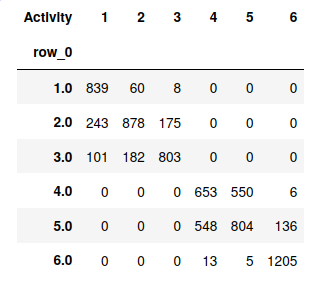 Activity 1 2 3 4 5 6
row_0
1.0 839 60 8 0 0 0
2.0 243 878 175 0 0 0
3.0 101 182 803 0 0 0
4.0 0 0 0 653 550 6
5.0 0 0 0 548 804 136
6.0 0 0 0 13 5 1205